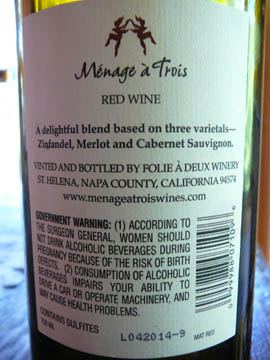 Ménage à Trois
RED WINE
A delightful blend based on three varietals—
Zinfandel, Merlot and Cabernet Sauvignon.
VINTED AND BOTTLED BY FOLIE À DEUX WINERY
ST. HELENA, NAPA COUNTY, CALIFORNIA 94574
www.menageatroiswines.com
GOVERNMENT WARNING: (1) ACCORDING TO
THE SURGEON GENERAL, WOMEN SHOULD
NOT DRINK ALCOHOLIC BEVERAGES DURING
PREGNANCY BECAUSE OF THE RISK OF BIRTH
DEFECTS. (2) CONSUMPTION OF ALCOHOLIC
BEVERAGES IMPAIRS YOUR ABILITY TO
DRIVE A CAR OR OPERATE MACHINERY, AND
MAY CAUSE HEALTH PROBLEMS.
CONTAINS SULFITES
750 ML
L042014-9
MAT RED